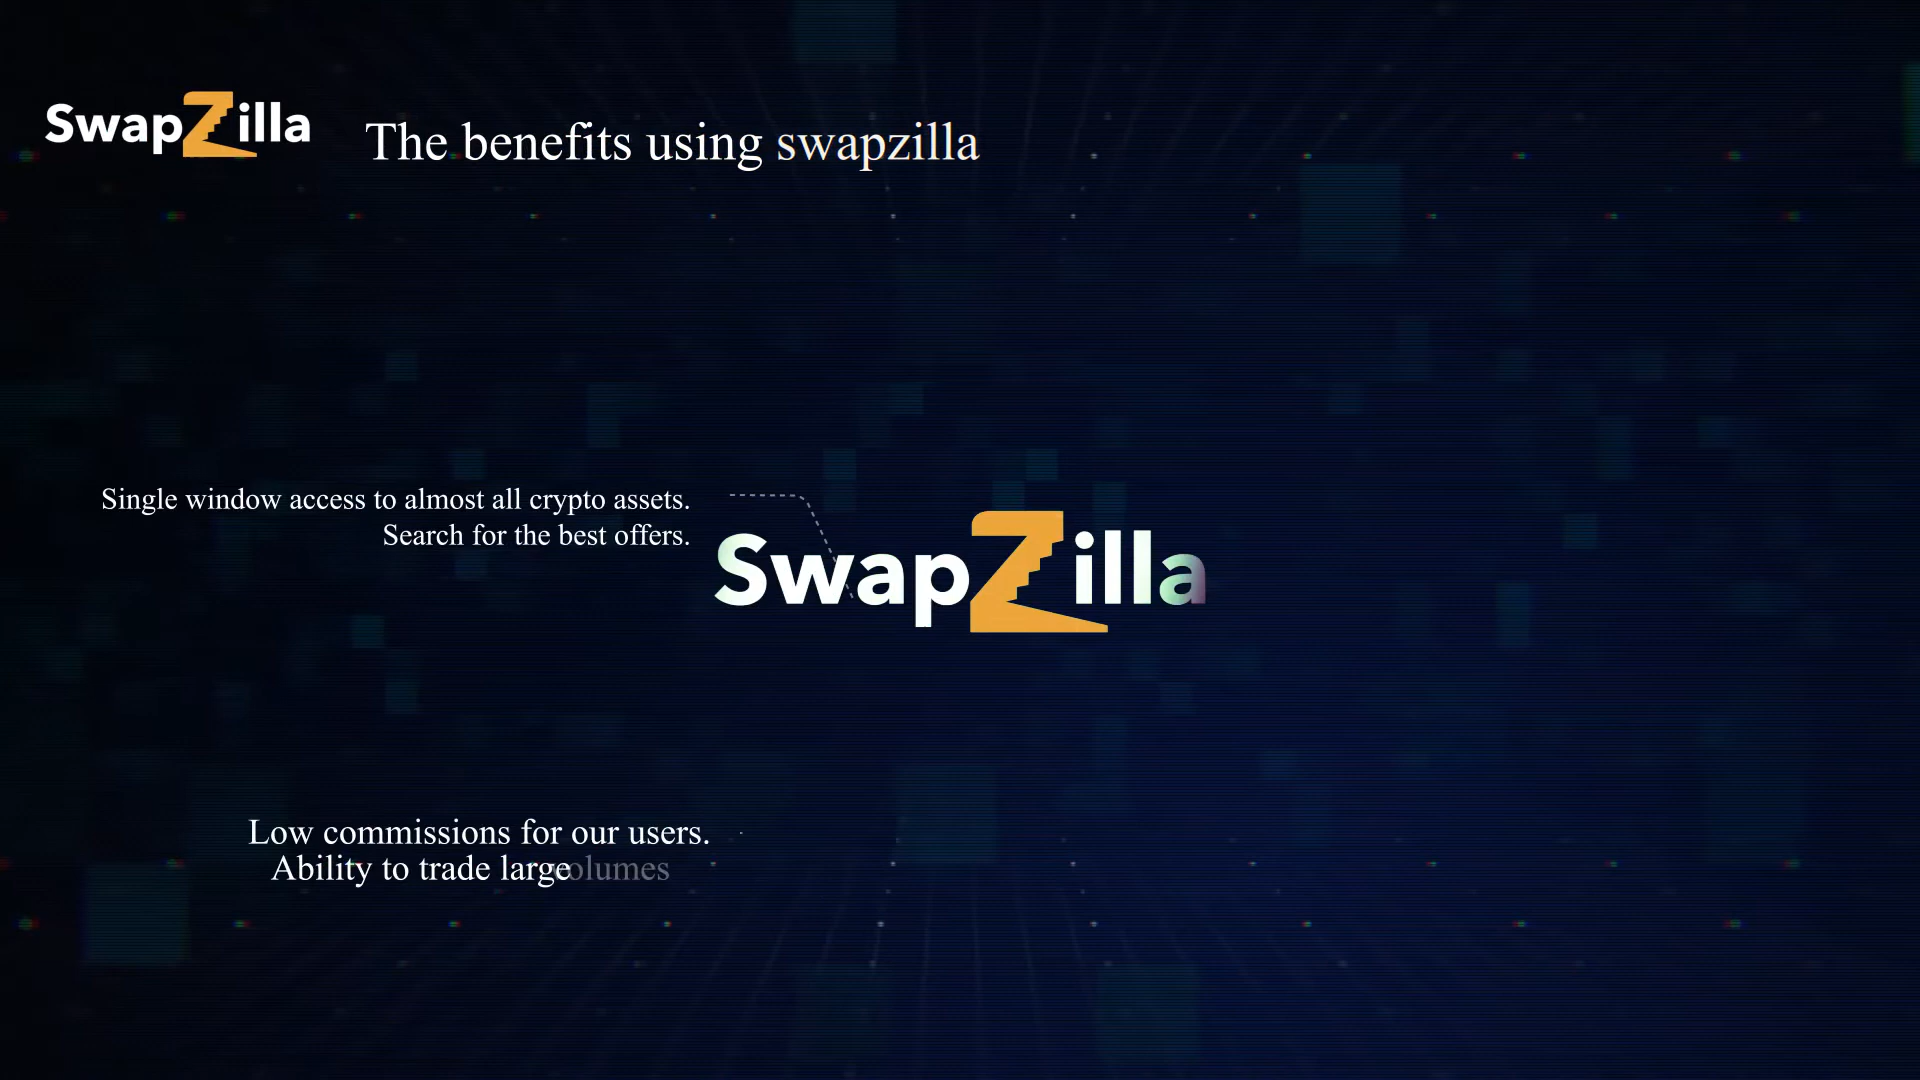 SwapZilla
The benefits using swapzilla
Single window access to almost all crypto assets.
Search for the best offers.
SwapZilla
Low commissions for our users.
Ability to trade large volumes